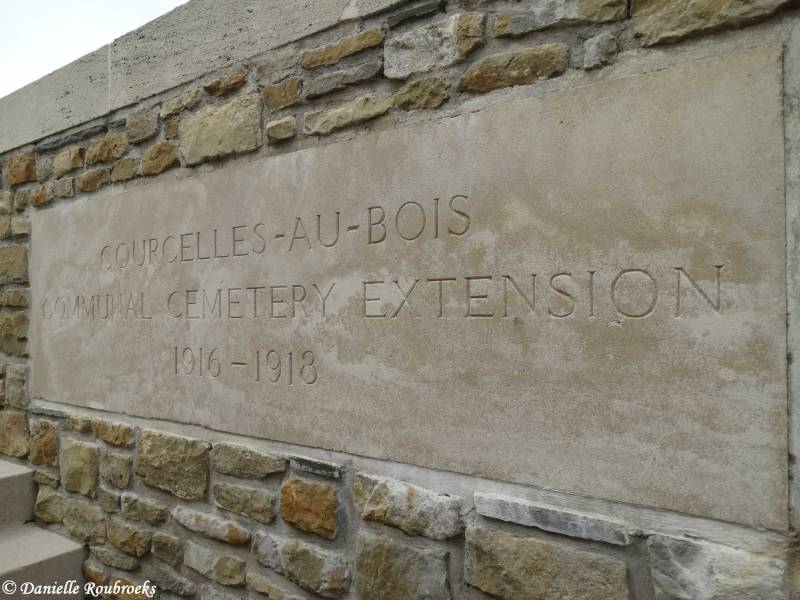 COURCELLES-AU-BOIS
COMMUNAL CEMETERY EXTENSION
1916-1918
© Danielle Roubroeks